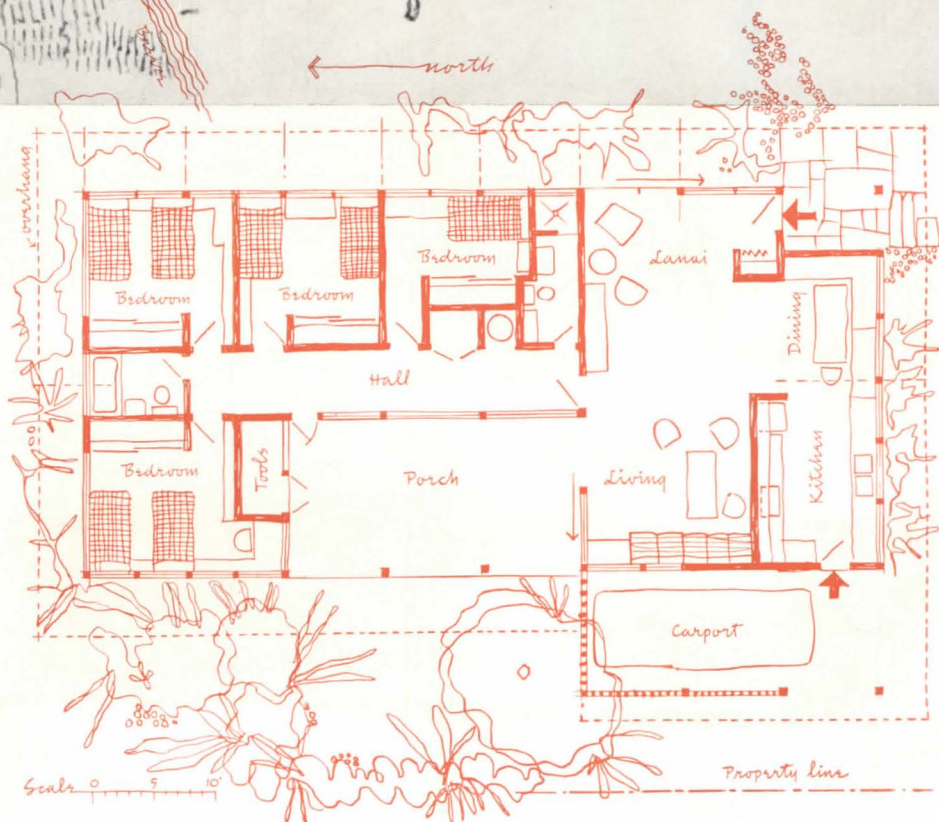 north
overhang
Bedroom
Bedroom
Bedroom
Lanai
Dining
Hall
Bedroom
Tools
Porch
Living
Kitchen
Carport
Scale 0 5 10'
Property line